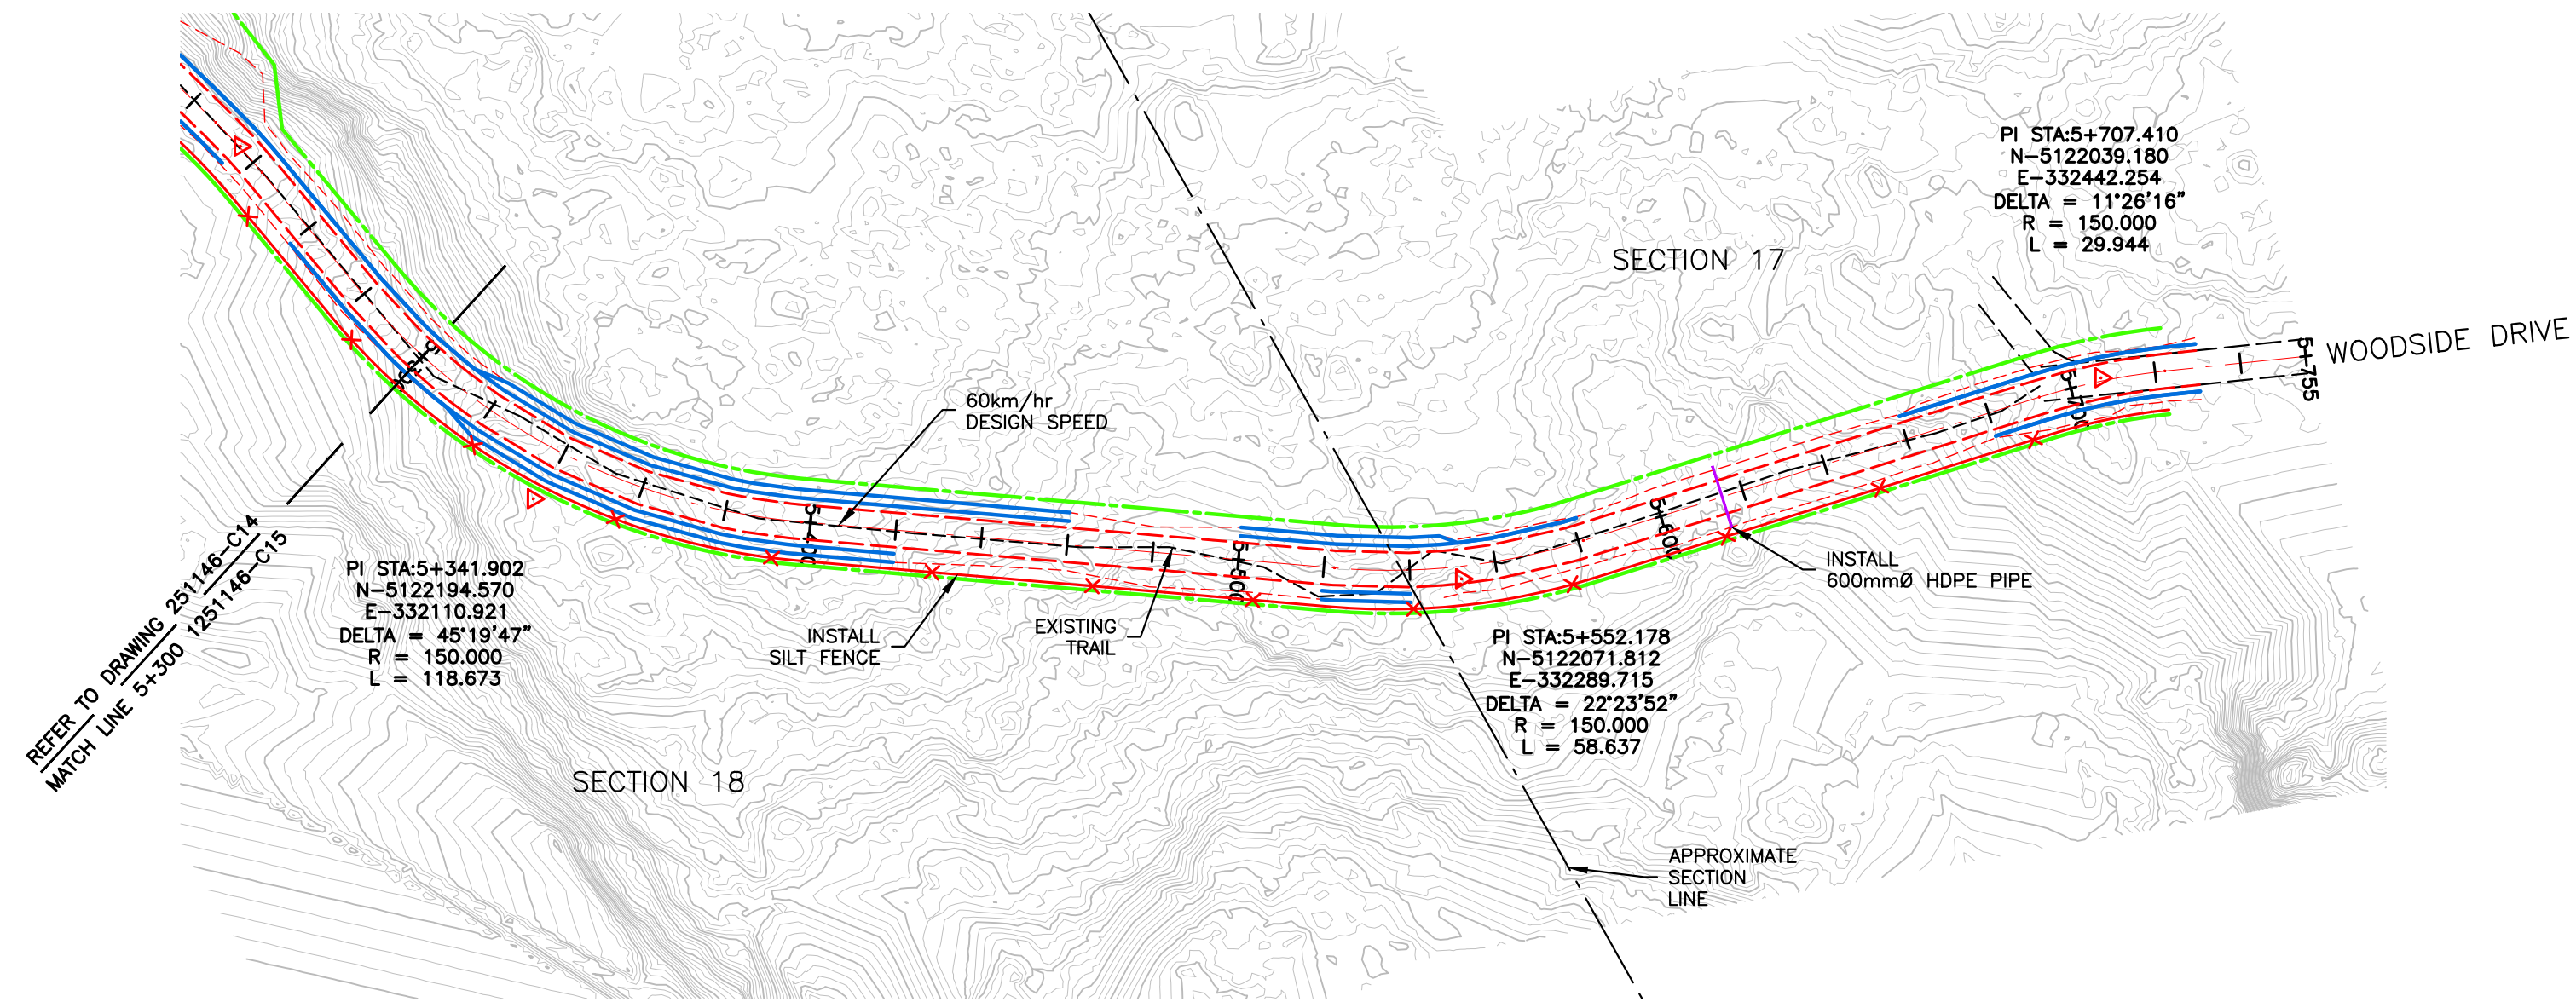 PI STA:5+707.410
N-5122039.180
E-332442.254
DELTA = 11°26'16"
R = 150.000
L = 29.944
SECTION 17
WOODSIDE DRIVE
5+755
5+700
60km/hr
DESIGN SPEED
5+300
5+400
5+500
5+600
INSTALL
600mmØ HDPE PIPE
REFER TO DRAWING 251146-C14
MATCH LINE 5+300 1251146-C15
PI STA:5+341.902
N-5122194.570
E-332110.921
DELTA = 45°19'47"
R = 150.000
L = 118.673
INSTALL
SILT FENCE
EXISTING
TRAIL
PI STA:5+552.178
N-5122071.812
E-332289.715
DELTA = 22°23'52"
R = 150.000
L = 58.637
SECTION 18
APPROXIMATE
SECTION
LINE